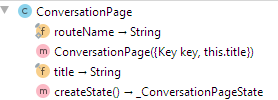 ConversationPage
routeName → String
ConversationPage({Key key, this.title})
title → String
createState() → _ConversationPageState